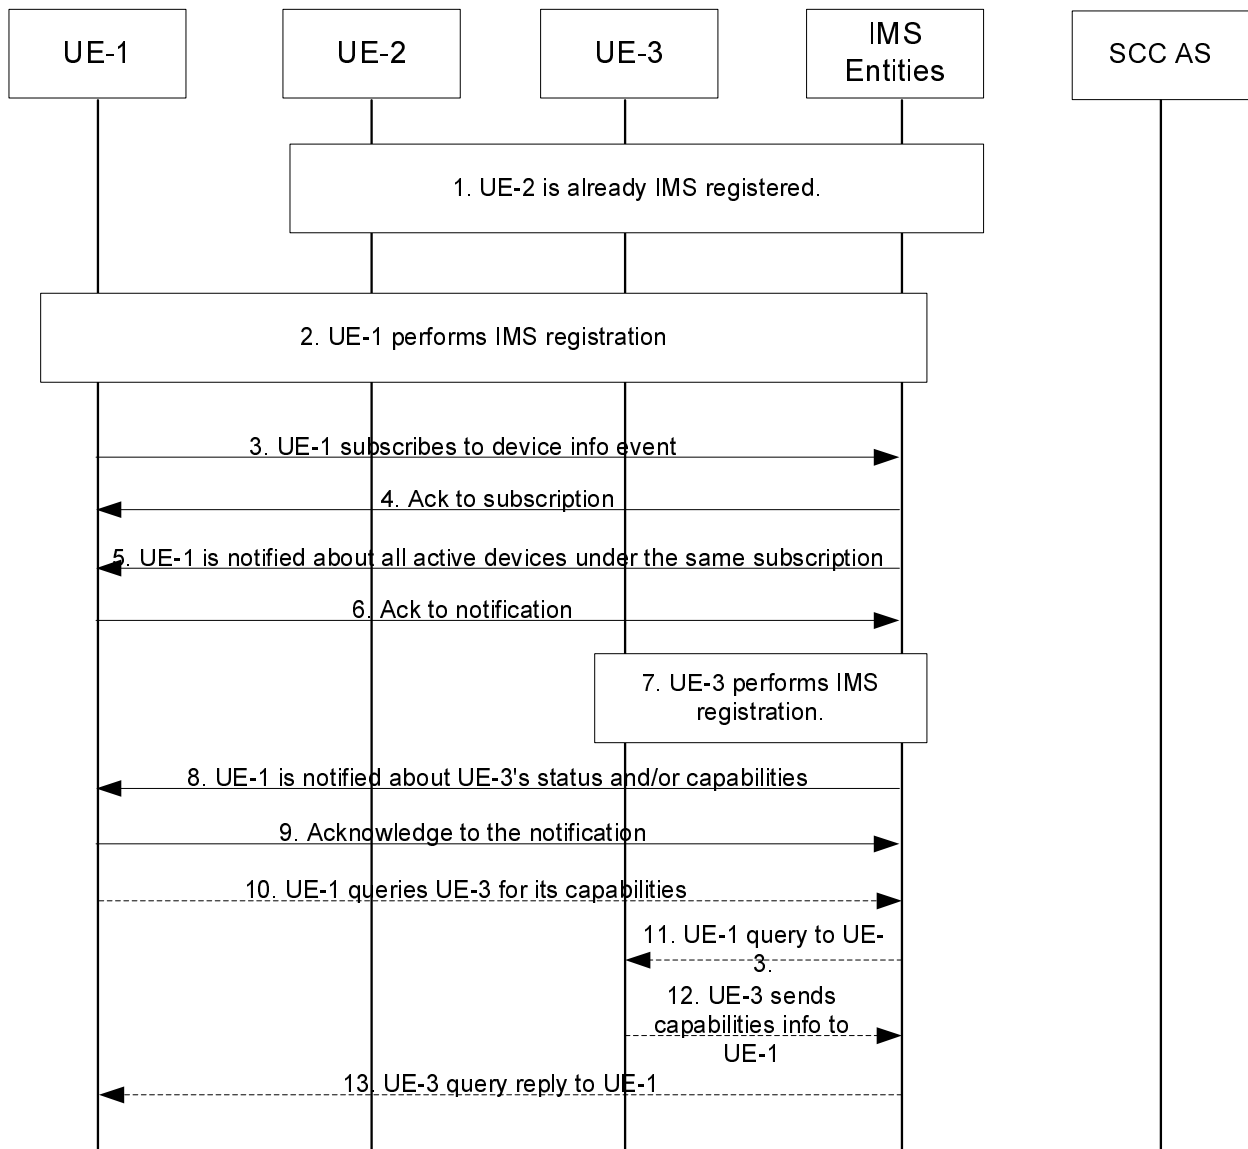 UE-1
UE-2
UE-3
IMS
Entities
SCC AS
1. UE-2 is already IMS registered.
2. UE-1 performs IMS registration
3. UE-1 subscribes to device info event
4. Ack to subscription
5. UE-1 is notified about all active devices under the same subscription
6. Ack to notification
7. UE-3 performs IMS
registration.
8. UE-1 is notified about UE-3's status and/or capabilities
9. Acknowledge to the notification
10. UE-1 queries UE-3 for its capabilities
11. UE-1 query to UE-
3.
12. UE-3 sends
capabilities info to
UE-1
13. UE-3 query reply to UE-1